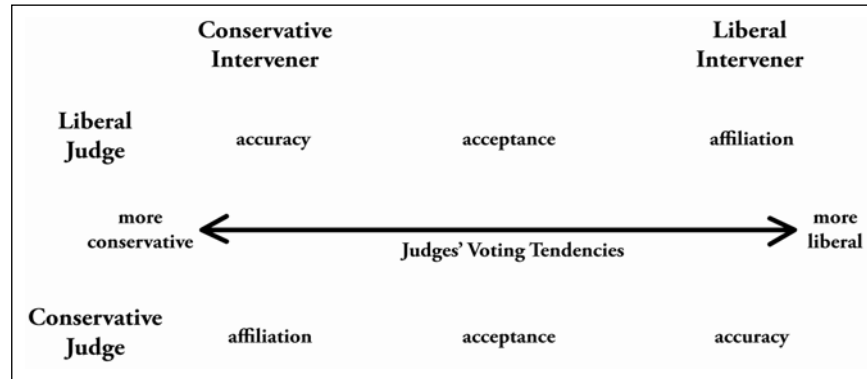 Conservative
Intervener
Liberal
Intervener
Liberal
Judge
accuracy
acceptance
affiliation
more
conservative
Judges’ Voting Tendencies
more
liberal
Conservative
Judge
affiliation
acceptance
accuracy